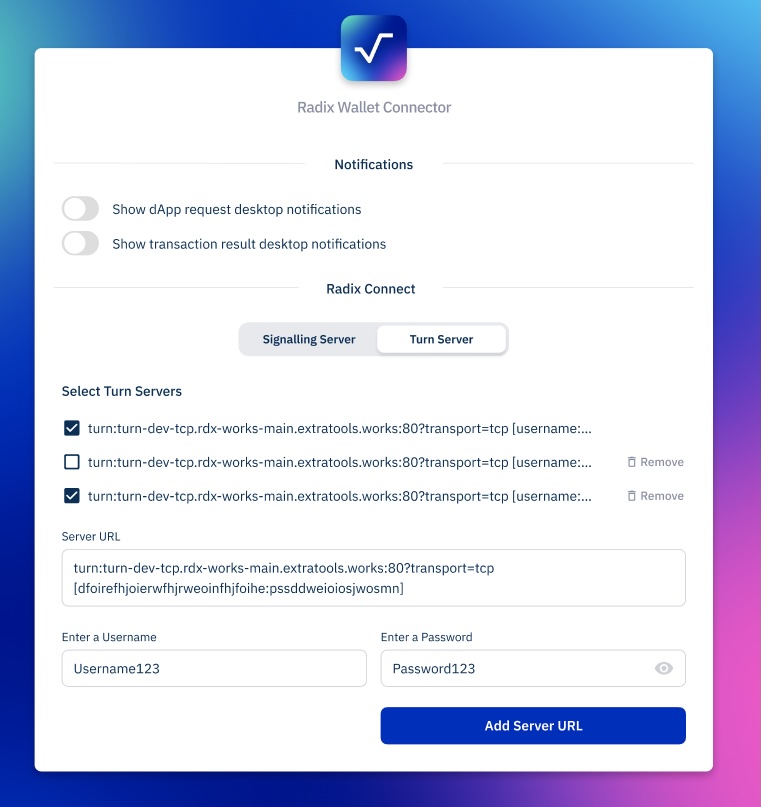 Radix Wallet Connector
Notifications
Show dApp request desktop notifications
Show transaction result desktop notifications
Radix Connect
Signalling Server
Turn Server
Select Turn Servers
turn:turn-dev-tcp.rdx-works-main.extratools.works:80?transport=tcp [username:...
turn:turn-dev-tcp.rdx-works-main.extratools.works:80?transport=tcp [username:...
Remove
turn:turn-dev-tcp.rdx-works-main.extratools.works:80?transport=tcp [username:...
Remove
Server URL
turn:turn-dev-tcp.rdx-works-main.extratools.works:80?transport=tcp
[dfoirefhjoierwfhjrweoinfhjfoihe:pssddweioiosjwosmn]
Enter a Username
Enter a Password
Username123
Password123
Add Server URL